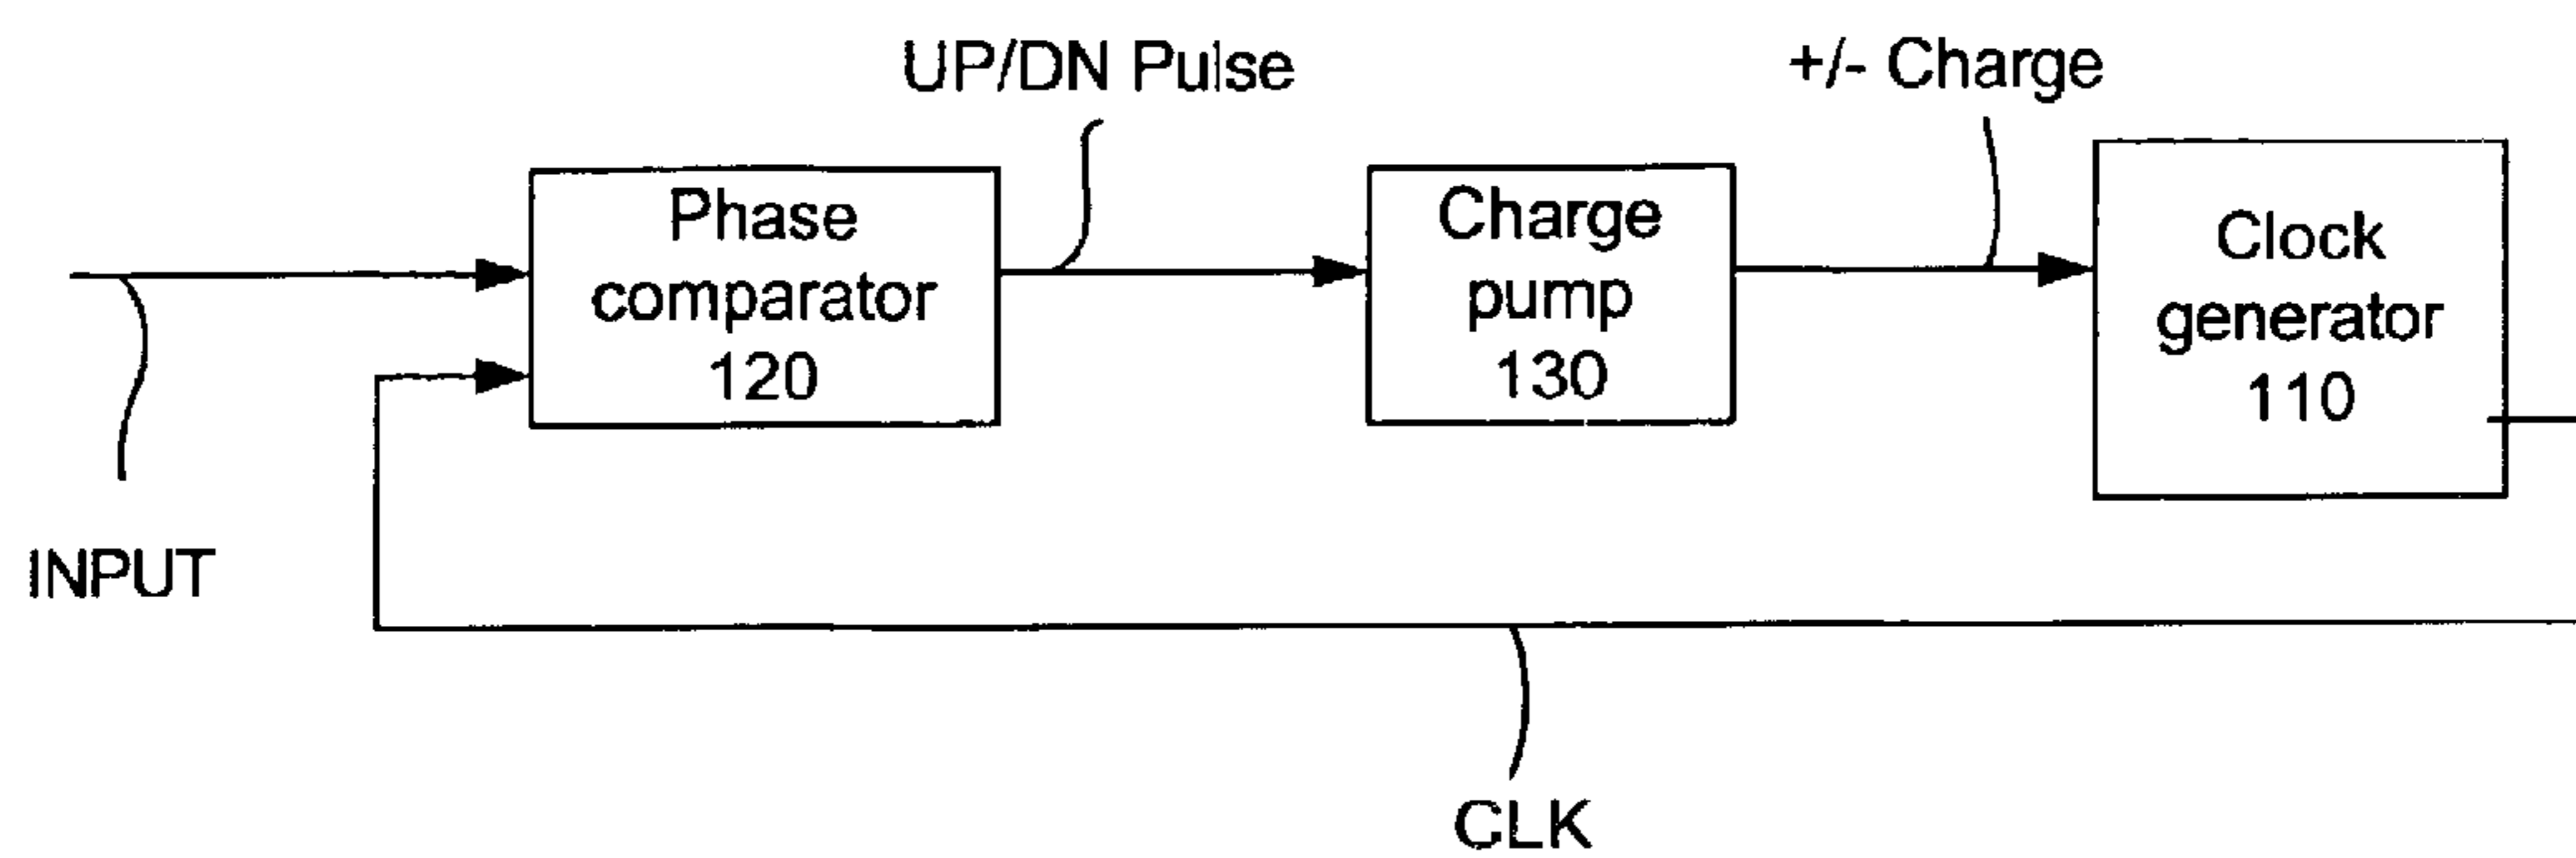 UP/DN Pulse
+/- Charge
Phase
comparator
120
Charge
pump
130
Clock
generator
110
INPUT
CLK